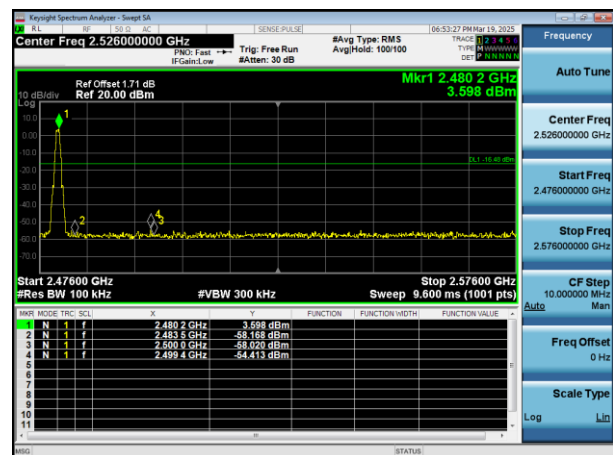 Keysight Spectrum Analyzer - Swept SA
RL RF 50 Ω AC SENSE:PULSE 06:53:27 PM Mar 19, 2025
Center Freq 2.526000000 GHz
PNO: Fast
IFGain:Low
Trig: Free Run
#Atten: 30 dB
#Avg Type: RMS
Avg|Hold: 100/100
TRACE 1 2 3 4 5 6
TYPE M WWWWW
DET P N N N N N
Frequency
Auto Tune
Center Freq
2.526000000 GHz
Start Freq
2.476000000 GHz
Stop Freq
2.576000000 GHz
CF Step
10.000000 MHz
Auto Man
Freq Offset
0 Hz
Scale Type
Log Lin
Mkr1 2.480 2 GHz
3.598 dBm
Ref Offset 1.71 dB
Ref 20.00 dBm
10 dB/div
Log
10.0
0.00
-10.0
-20.0
-30.0
-40.0
-50.0
-60.0
-70.0
1
2
4
3
DL1 -16.40 dBm
Start 2.47600 GHz Stop 2.57600 GHz
#Res BW 100 kHz #VBW 300 kHz Sweep 9.600 ms (1001 pts)
MKR MODE TRC SCL X Y FUNCTION FUNCTION WIDTH FUNCTION VALUE
1 N 1 f 2.480 2 GHz 3.598 dBm
2 N 1 f 2.483 5 GHz -58.168 dBm
3 N 1 f 2.500 0 GHz -58.020 dBm
4 N 1 f 2.499 4 GHz -54.413 dBm
5
6
7
8
9
10
11
MSG STATUS